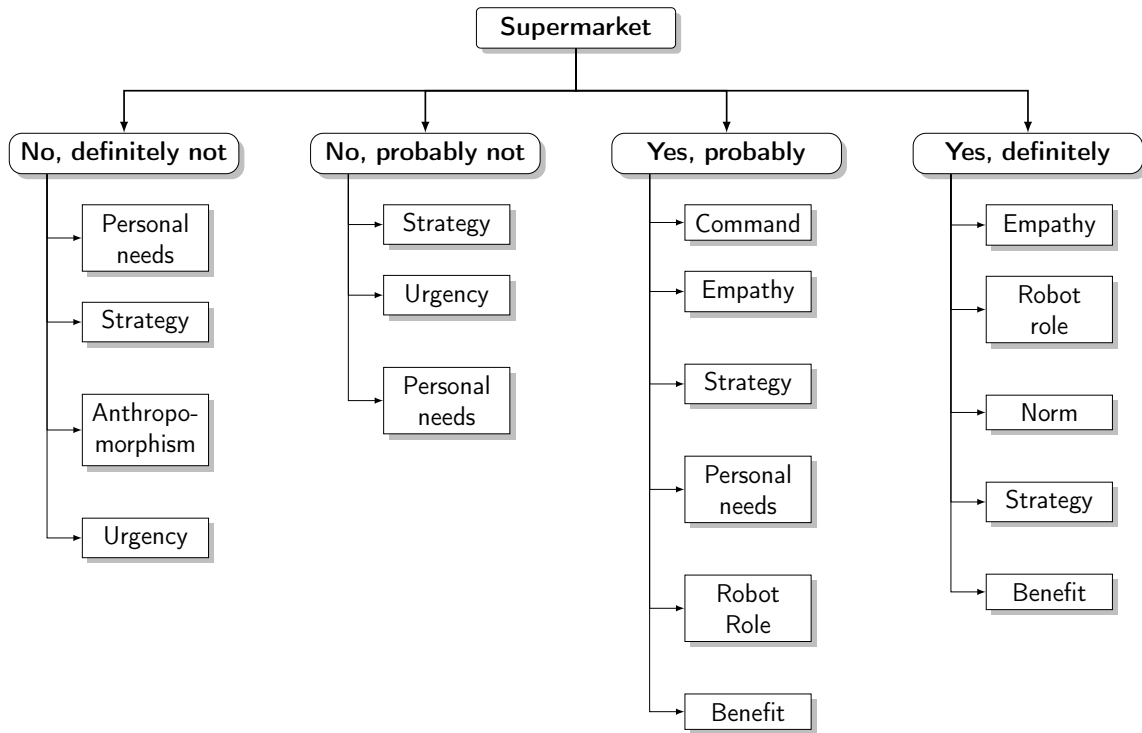 Supermarket
No, definitely not
Personal
needs
Strategy
Anthropo-
morphism
Urgency
No, probably not
Strategy
Urgency
Personal
needs
Yes, probably
Command
Empathy
Strategy
Personal
needs
Robot
Role
Benefit
Yes, definitely
Empathy
Robot
role
Norm
Strategy
Benefit